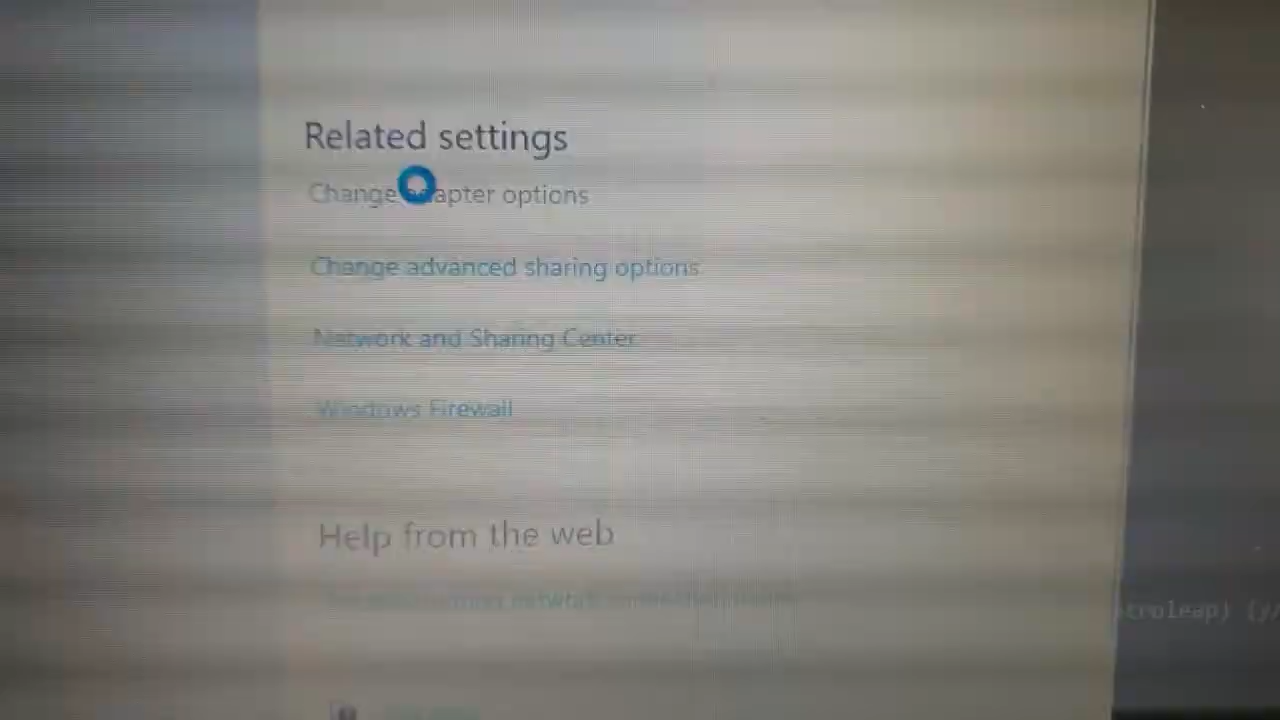 Related settings
Change adapter options
Change advanced sharing options
Network and Sharing Center
Windows Firewall
Help from the web
network